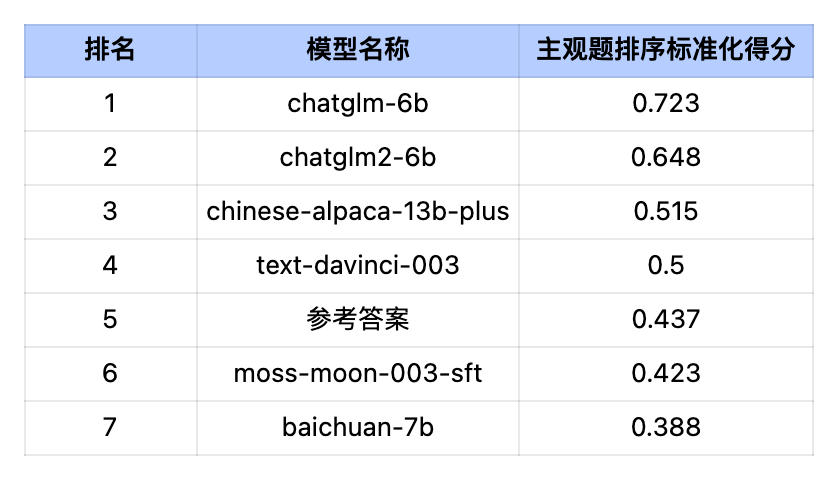 排名 模型名称 主观题排序标准化得分
1 chatglm-6b 0.723
2 chatglm2-6b 0.648
3 chinese-alpaca-13b-plus 0.515
4 text-davinci-003 0.5
5 参考答案 0.437
6 moss-moon-003-sft 0.423
7 baichuan-7b 0.388